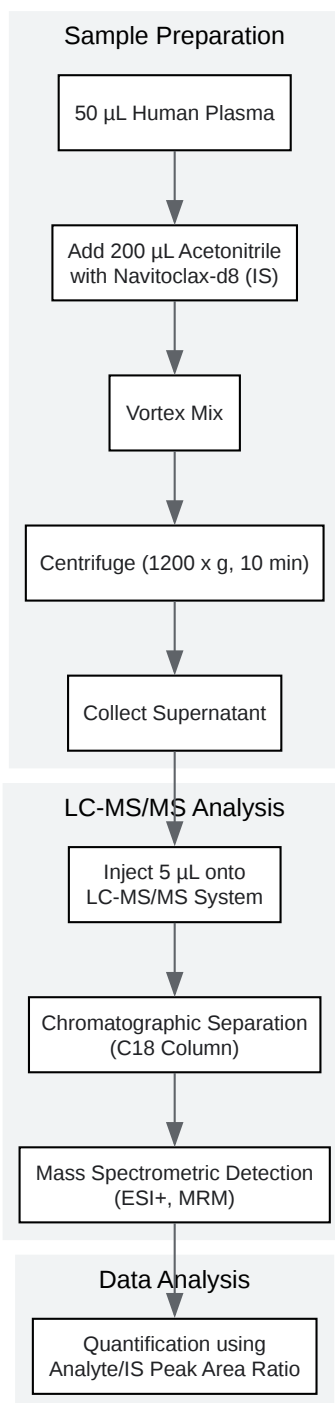 Sample Preparation
50 µL Human Plasma
Add 200 µL Acetonitrile
with Navitoclax-d8 (IS)
Vortex Mix
Centrifuge (1200 x g, 10 min)
Collect Supernatant
LC-MS/MS Analysis
Inject 5 µL onto
LC-MS/MS System
Chromatographic Separation
(C18 Column)
Mass Spectrometric Detection
(ESI+, MRM)
Data Analysis
Quantification using
Analyte/IS Peak Area Ratio